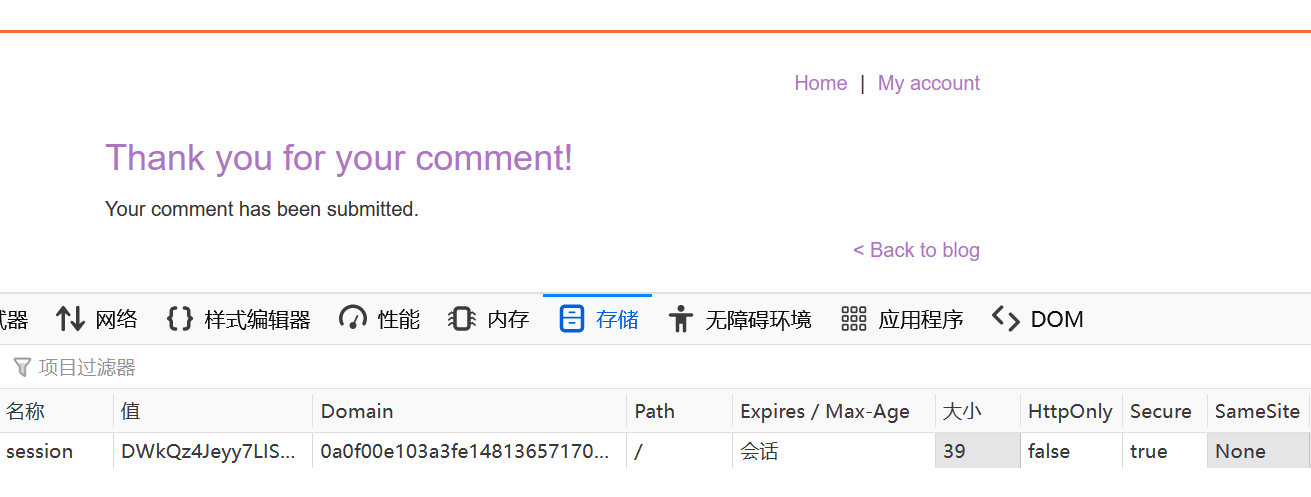 Home | My account
Thank you for your comment!
Your comment has been submitted.
< Back to blog
器 网络 {} 样式编辑器 性能 内存 存储 无障碍环境 应用程序 DOM
项目过滤器
名称 值 Domain Path Expires / Max-Age 大小 HttpOnly Secure SameSite
session DWkQz4Jeyy7LIS... 0a0f00e103a3fe14813657170... / 会话 39 false true None